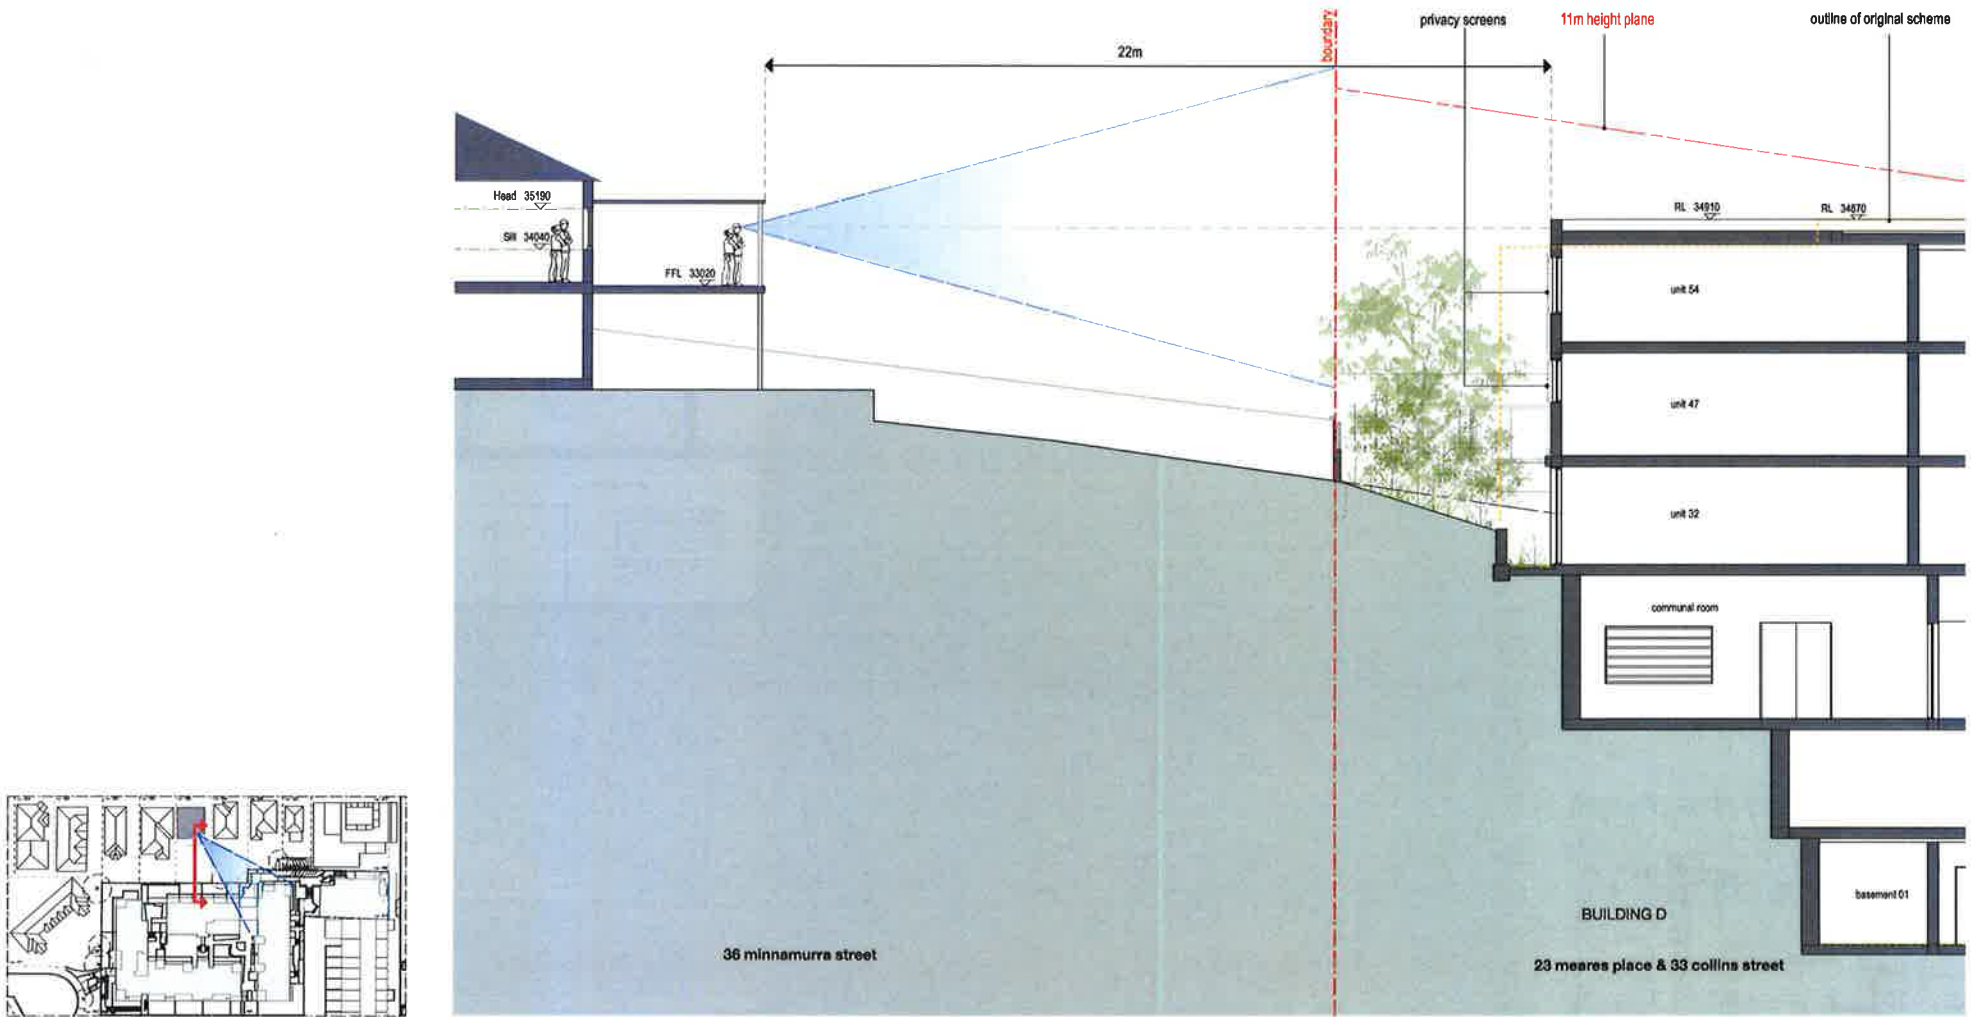 privacy screens
11m height plane
outline of original scheme
boundary
22m
Head 35190
Sill 34040
FFL 33020
RL 34910
RL 34870
unit 54
unit 47
unit 32
communal room
basement 01
BUILDING D
36 minnamurra street
23 meares place & 33 collins street